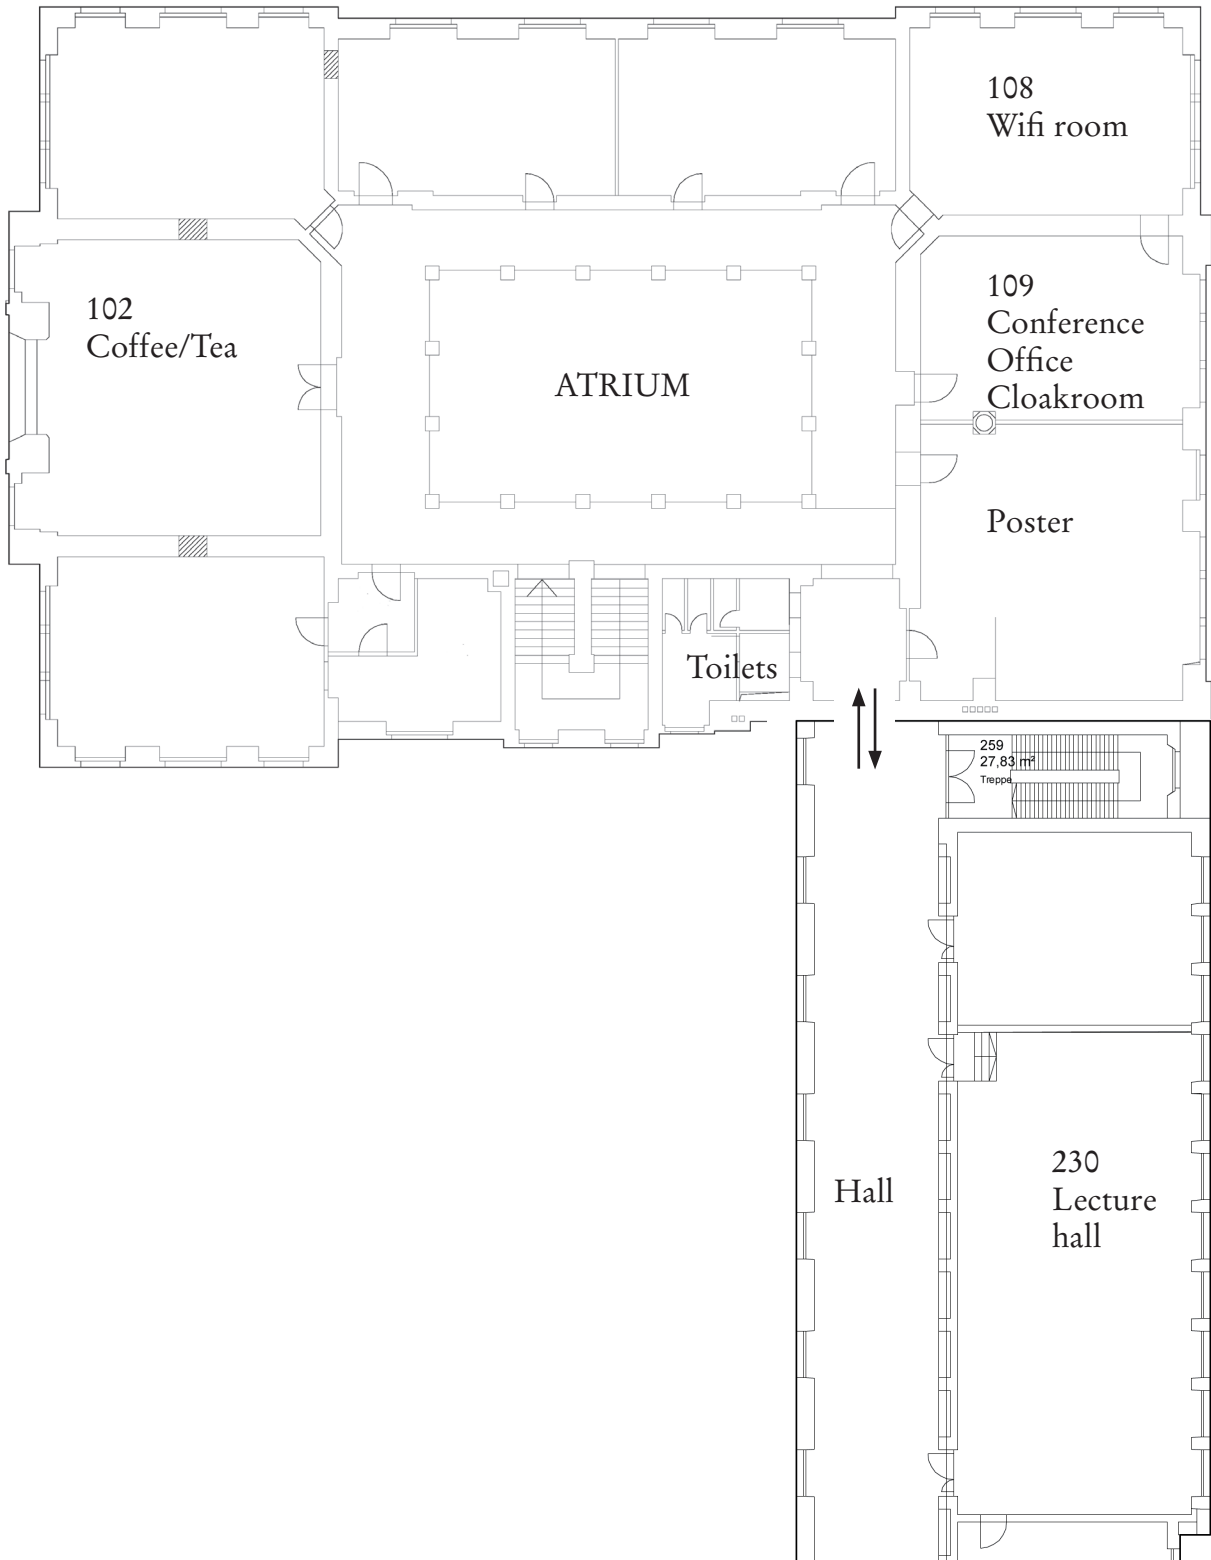 108
Wifi room
102
Coffee/Tea
109
Conference
Office
Cloakroom
ATRIUM
Poster
Toilets
259
27,83 m²
Treppe
Hall
230
Lecture
hall